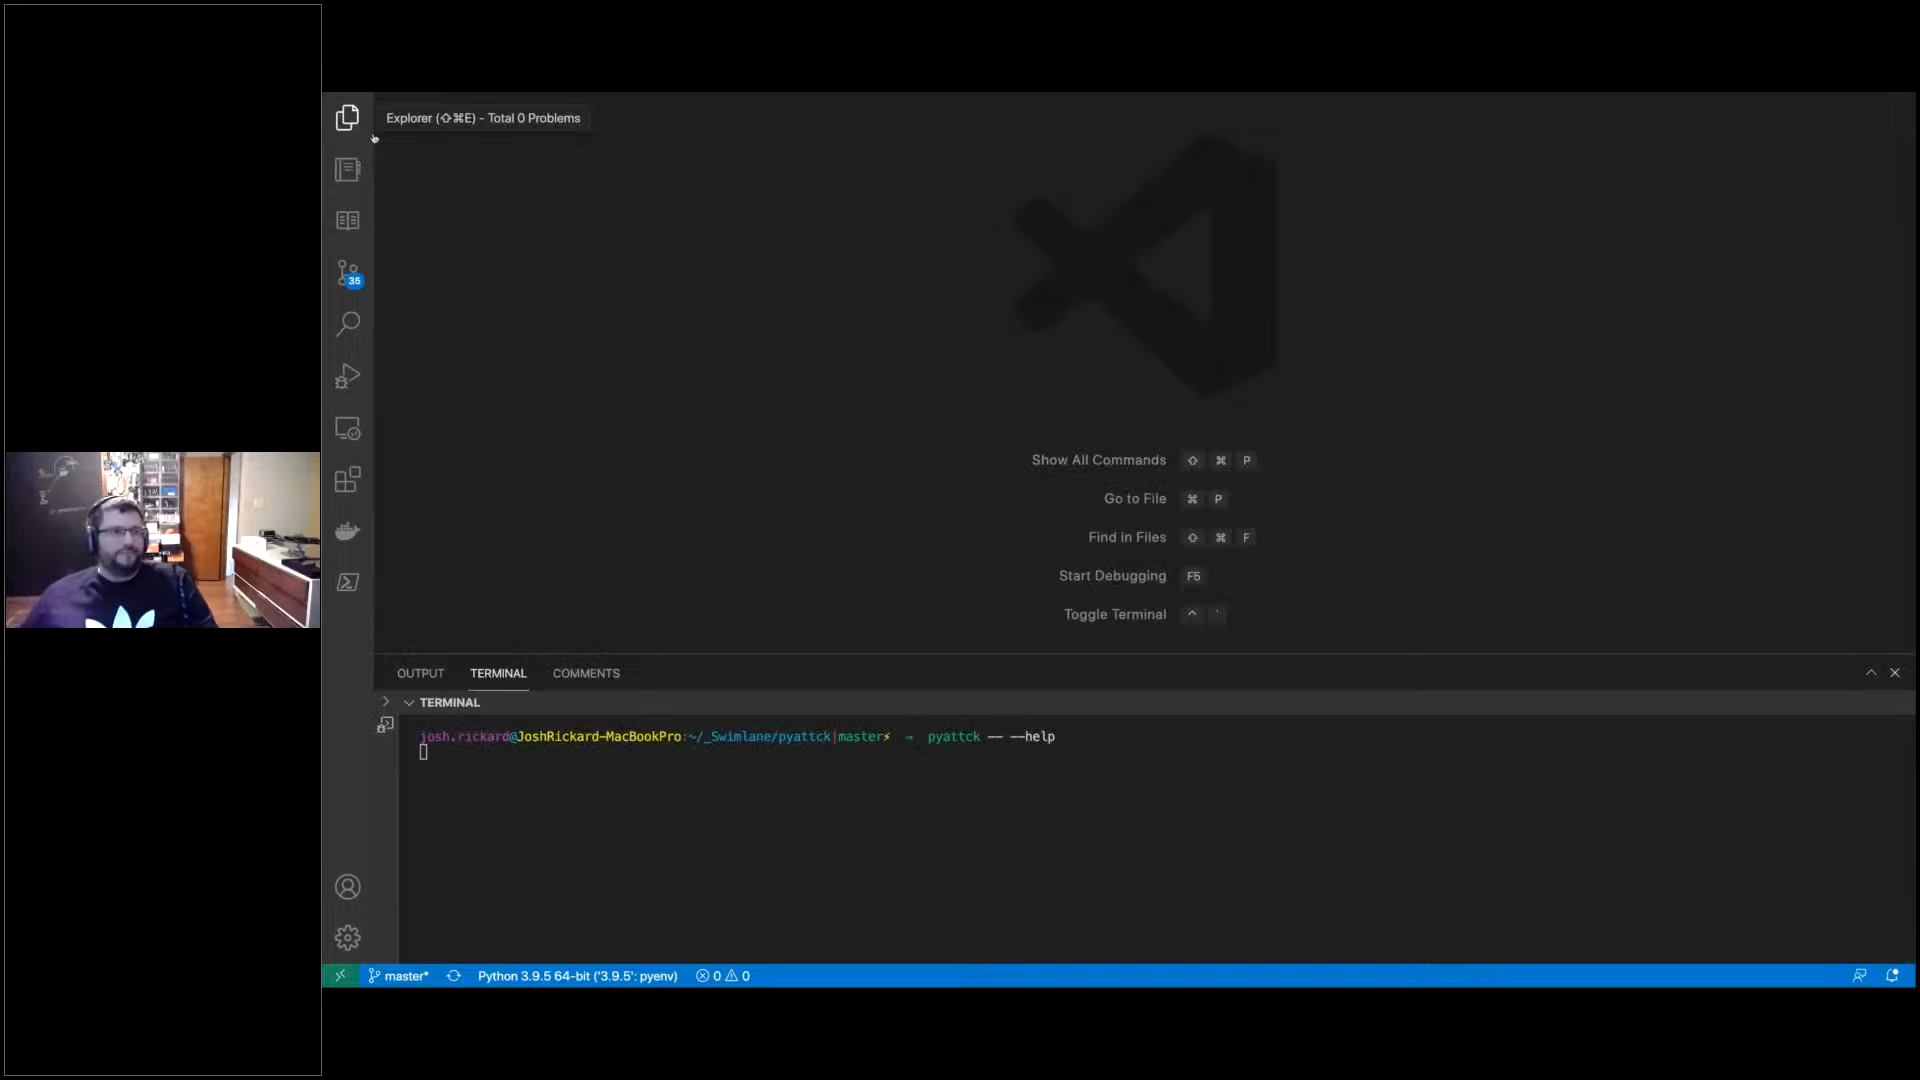 Explorer (⇧⌘E) - Total 0 Problems
35
Show All Commands ⇧ ⌘ P
Go to File ⌘ P
Find in Files ⇧ ⌘ F
Start Debugging F5
Toggle Terminal ^ `
OUTPUT TERMINAL COMMENTS
TERMINAL
josh.rickard@JoshRickard-MacBookPro:~/_Swimlane/pyattck|master⚡ → pyattck -- --help
master* Python 3.9.5 64-bit ('3.9.5': pyenv) 0 0